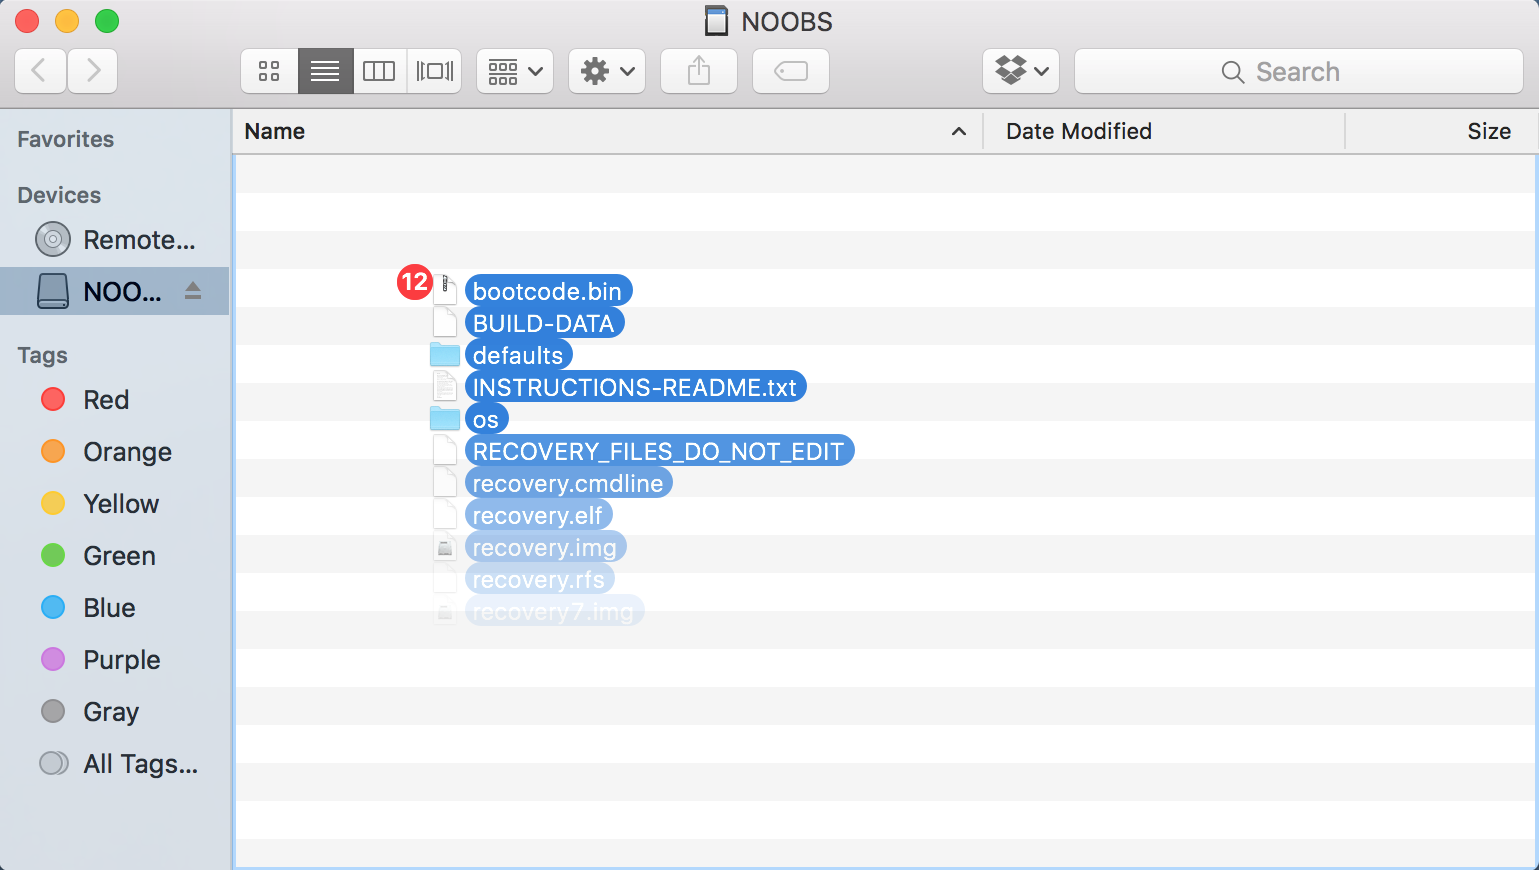 NOOBS
Search
Favorites
Devices
Remote...
NOO...
Tags
Red
Orange
Yellow
Green
Blue
Purple
Gray
All Tags...
Name
Date Modified
Size
12
bootcode.bin
BUILD-DATA
defaults
INSTRUCTIONS-README.txt
os
RECOVERY_FILES_DO_NOT_EDIT
recovery.cmdline
recovery.elf
recovery.img
recovery.rfs
recovery7.img